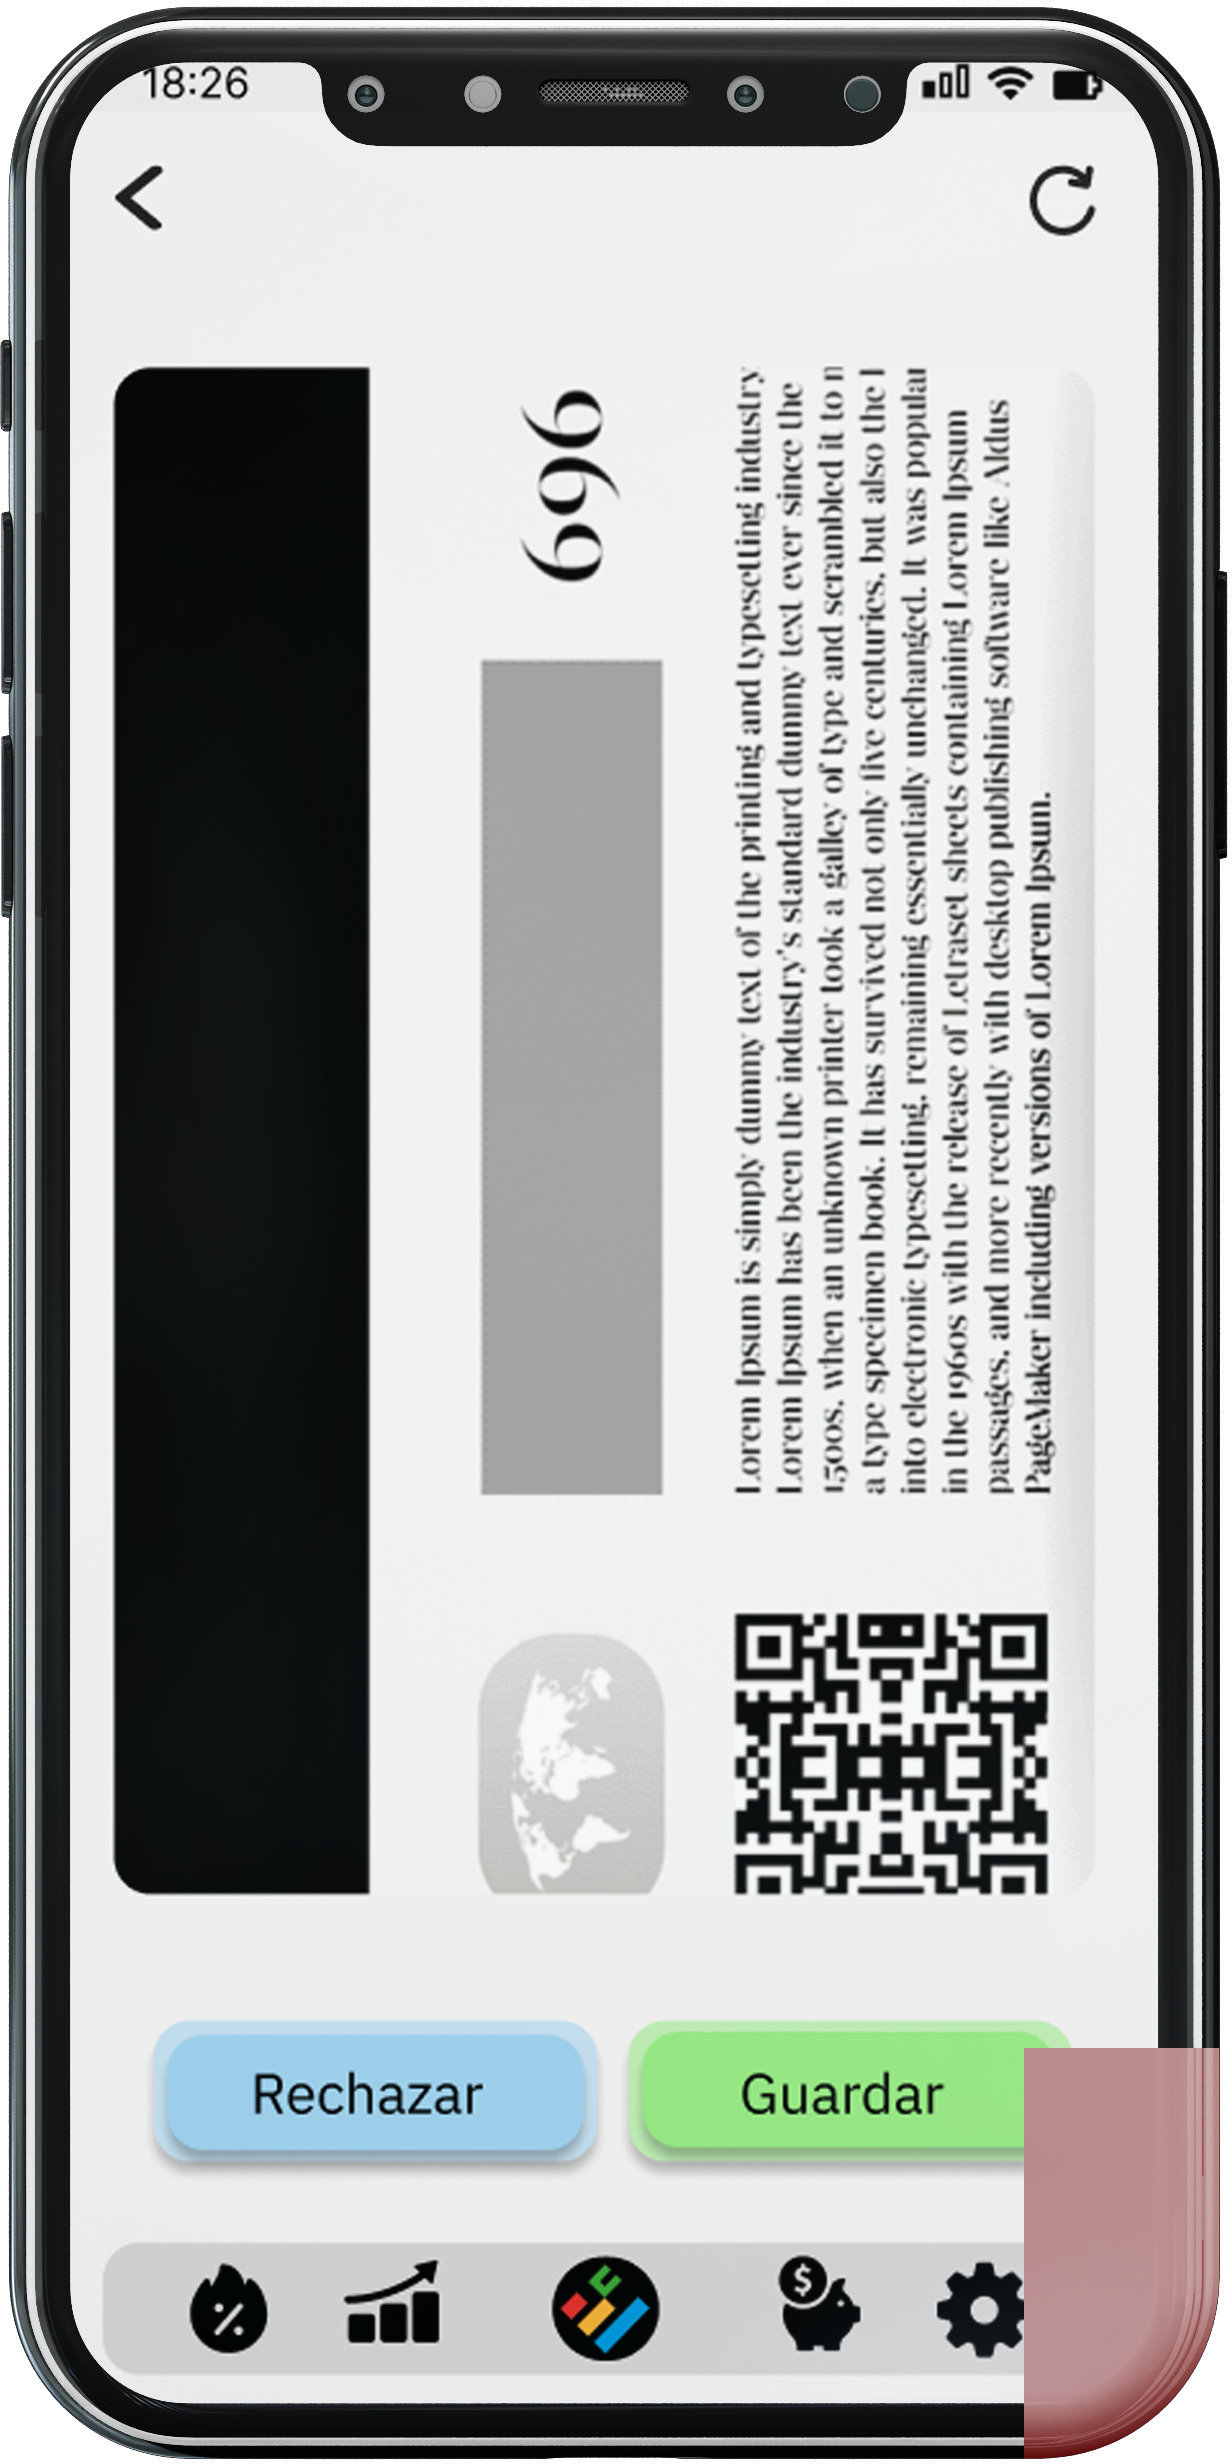 18:26
696
Lorem Ipsum is simply dummy text of the printing and typesetting industry
Lorem Ipsum has been the industry's standard dummy text ever since the
1500s, when an unknown printer took a galley of type and scrambled it to
a type specimen book. It has survived not only five centuries, but also the
into electronic typesetting, remaining essentially unchanged. It was popular
in the 1960s with the release of Letraset sheets containing Lorem Ipsum
passages, and more recently with desktop publishing software like Aldus
PageMaker including versions of Lorem Ipsum.
Rechazar
Guardar